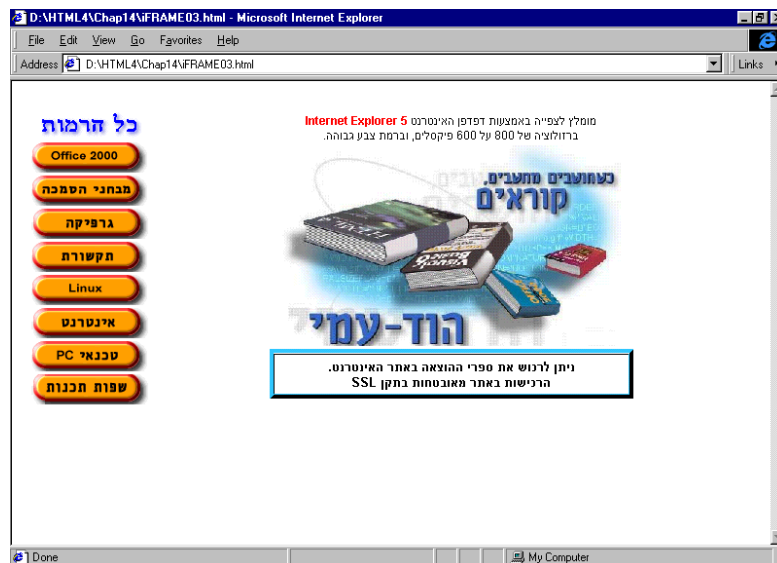 D:\HTML4\Chap14\iFRAME03.html - Microsoft Internet Explorer
File Edit View Go Favorites Help
Address D:\HTML4\Chap14\iFRAME03.html Links
כל הרמות
Office 2000
מבחני הסמכה
גרפיקה
תקשורת
Linux
אינטרנט
טכנאי PC
שפות תכנות
מומלץ לצפייה באמצעות דפדפן האינטרנט Internet Explorer 5
ברזולוציה של 800 על 600 פיקסלים, וברמת צבע גבוהה.
כשחושבים מחשבים,
קוראים
הוד-עמי
ניתן לרכוש את ספרי ההוצאה באתר האינטרנט.
הרכישות באתר מאובטחות בתקן SSL
Done My Computer